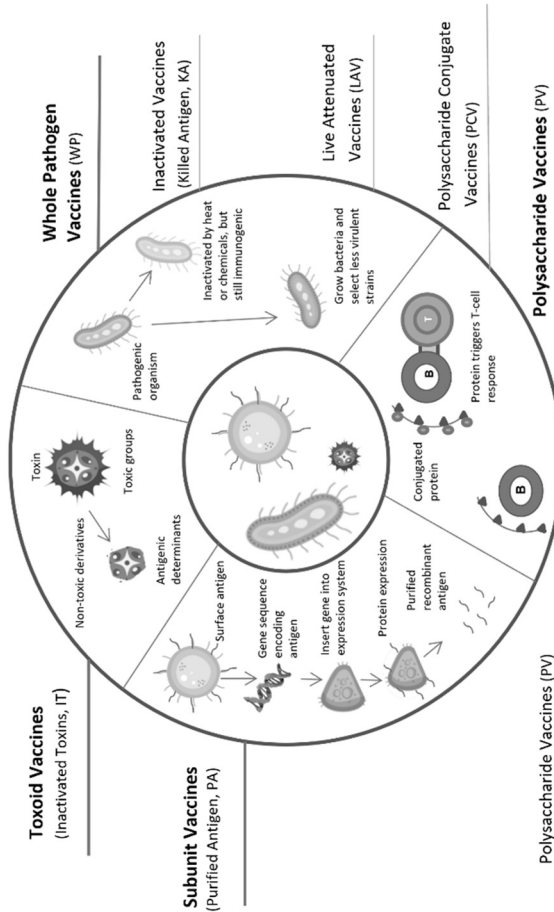 Toxoid Vaccines
(Inactivated Toxins, IT)
Whole Pathogen
Vaccines (WP)
Subunit Vaccines
(Purified Antigen, PA)
Inactivated Vaccines
(Killed Antigen, KA)
Live Attenuated
Vaccines (LAV)
Polysaccharide Conjugate
Vaccines (PCV)
Polysaccharide Vaccines (PV)
Polysaccharide Vaccines (PV)
Toxin
Toxic groups
Non-toxic derivatives
Antigenic
determinants
Pathogenic
organism
Inactivated by heat
or chemicals, but
still immunogenic
Grow bacteria and
select less virulent
strains
Surface antigen
Gene sequence
encoding
antigen
Insert gene into
expression system
Protein expression
Purified
recombinant
antigen
Conjugated
protein
B
T
Protein triggers T-cell
response
B